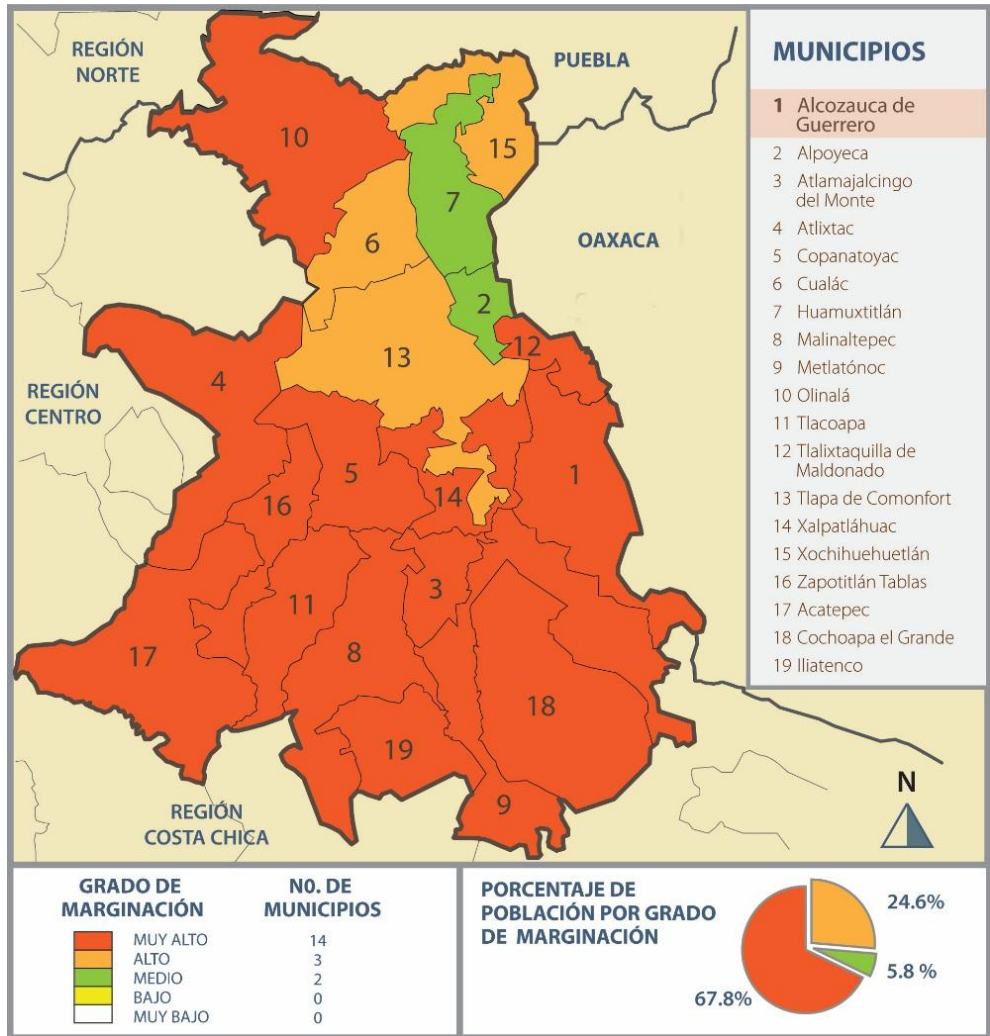 REGIÓN
NORTE
PUEBLA
OAXACA
REGIÓN
CENTRO
REGIÓN
COSTA CHICA
10
15
7
6
2
12
13
4
5
1
14
16
3
11
8
17
18
19
9
N
MUNICIPIOS
1 Alcozauca de
Guerrero
2 Alpoyeca
3 Atlamajalcingo
del Monte
4 Atlixtac
5 Copanatoyac
6 Cualác
7 Huamuxtitlán
8 Malinaltepec
9 Metlatónoc
10 Olinalá
11 Tlacoapa
12 Tlalixtaquilla de
Maldonado
13 Tlapa de Comonfort
14 Xalpatláhuac
15 Xochihuehuetlán
16 Zapotitlán Tablas
17 Acatepec
18 Cochoapa el Grande
19 Iliatenco
GRADO DE
MARGINACIÓN
N0. DE
MUNICIPIOS
MUY ALTO 14
ALTO 3
MEDIO 2
BAJO 0
MUY BAJO 0
PORCENTAJE DE
POBLACIÓN POR GRADO
DE MARGINACIÓN
24.6%
5.8 %
67.8%